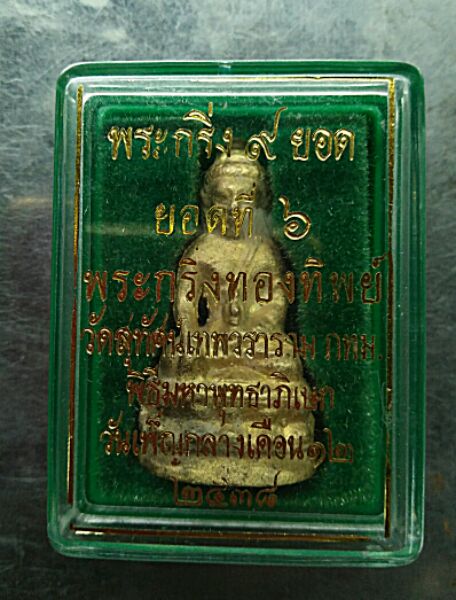 พระกริ่ง ๙ ยอด
ยอดที่ ๖
พระกริ่งทองทิพย์
วัดสุทัศนเทพวราราม กทม.
พิธีมหาพุทธาภิเษก
วันเพ็ญกลางเดือน ๑๒
๒๕๓๘